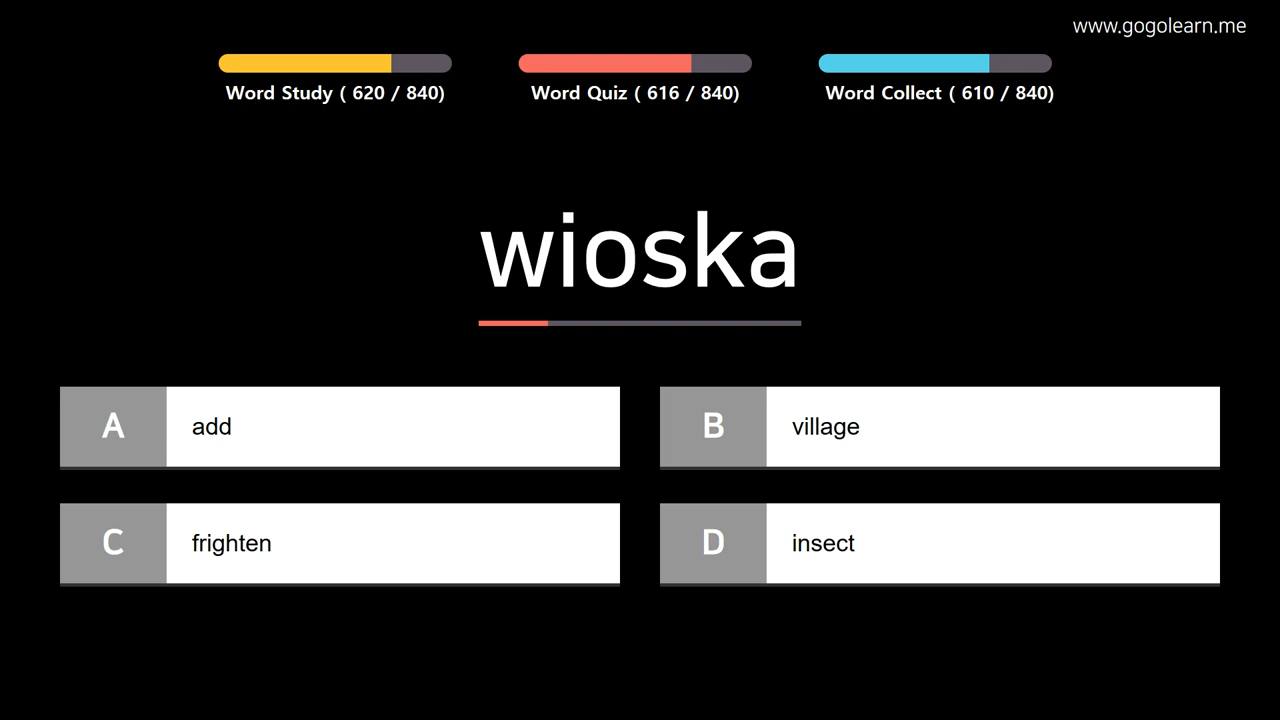 www.gogolearn.me
Word Study ( 620 / 840)
Word Quiz ( 616 / 840)
Word Collect ( 610 / 840)
wioska
A add
B village
C frighten
D insect